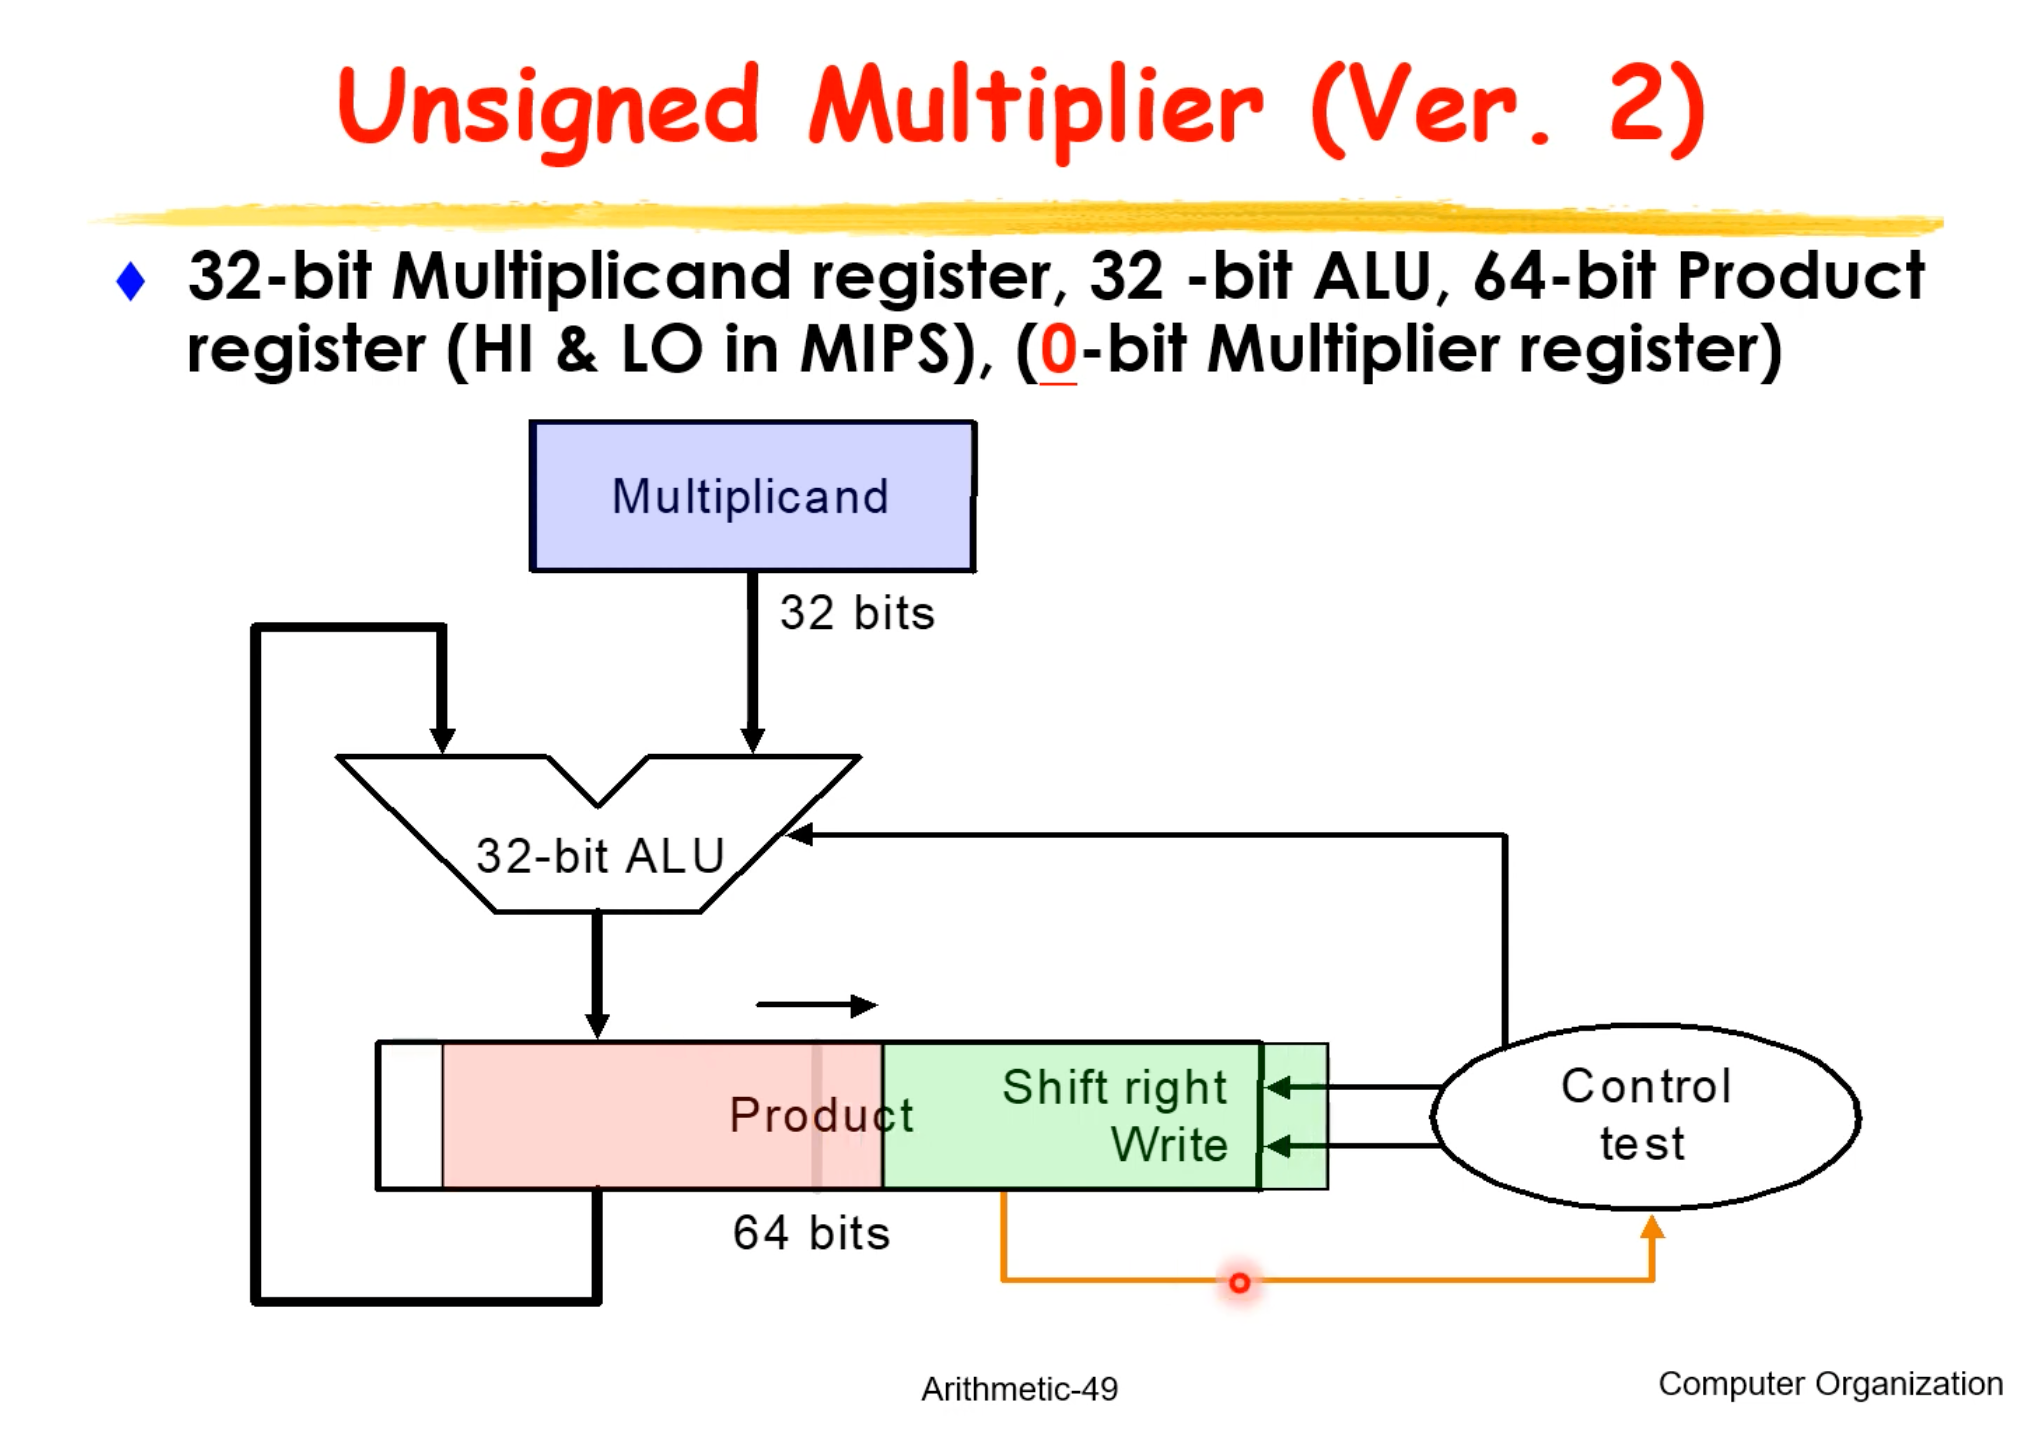 Unsigned Multiplier (Ver. 2)
32-bit Multiplicand register, 32 -bit ALU, 64-bit Product
register (HI & LO in MIPS), (0-bit Multiplier register)
Multiplicand
32 bits
32-bit ALU
Product
Shift right
Write
Control
test
64 bits
Arithmetic-49
Computer Organization